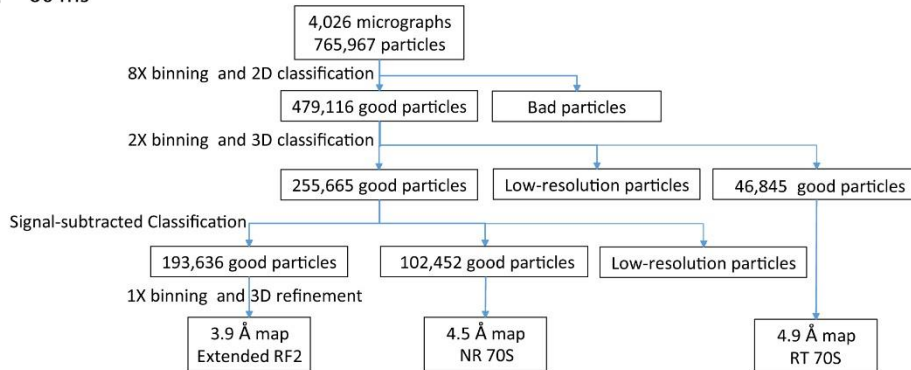 60 ms
4,026 micrographs
765,967 particles
8X binning and 2D classification
479,116 good particles
Bad particles
2X binning and 3D classification
255,665 good particles
Low-resolution particles
46,845 good particles
Signal-subtracted Classification
193,636 good particles
102,452 good particles
Low-resolution particles
1X binning and 3D refinement
3.9 Å map
Extended RF2
4.5 Å map
NR 70S
4.9 Å map
RT 70S